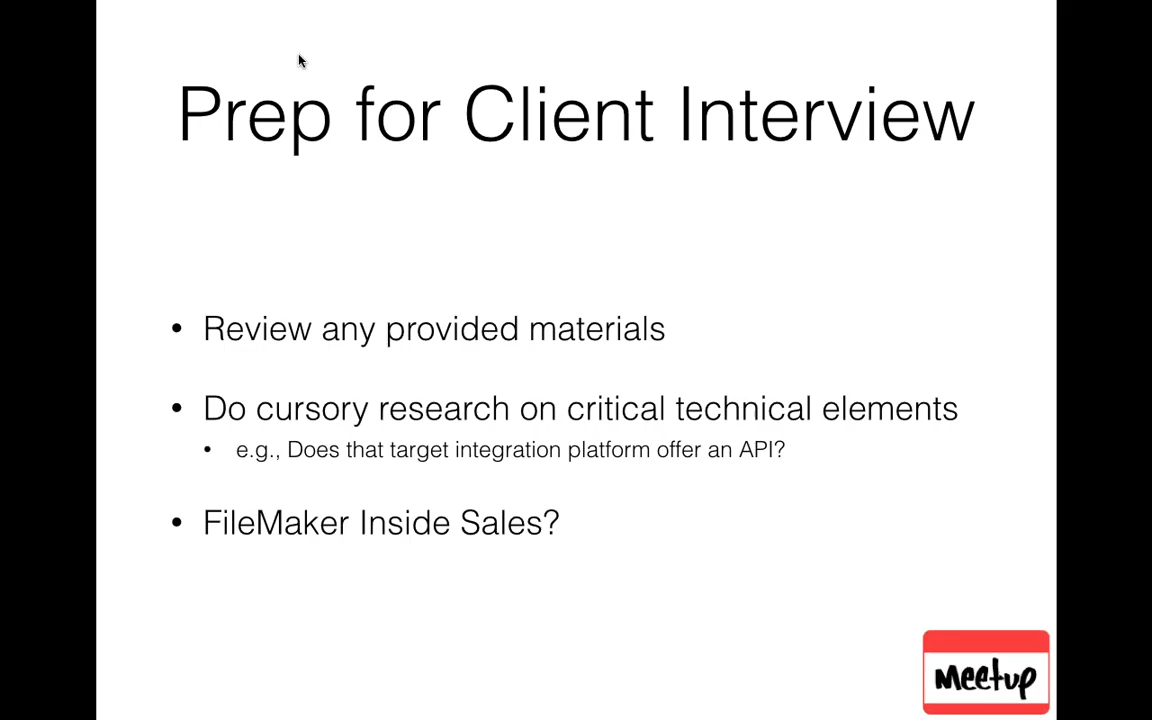 Prep for Client Interview
• Review any provided materials
• Do cursory research on critical technical elements
• e.g., Does that target integration platform offer an API?
• FileMaker Inside Sales?
meetup